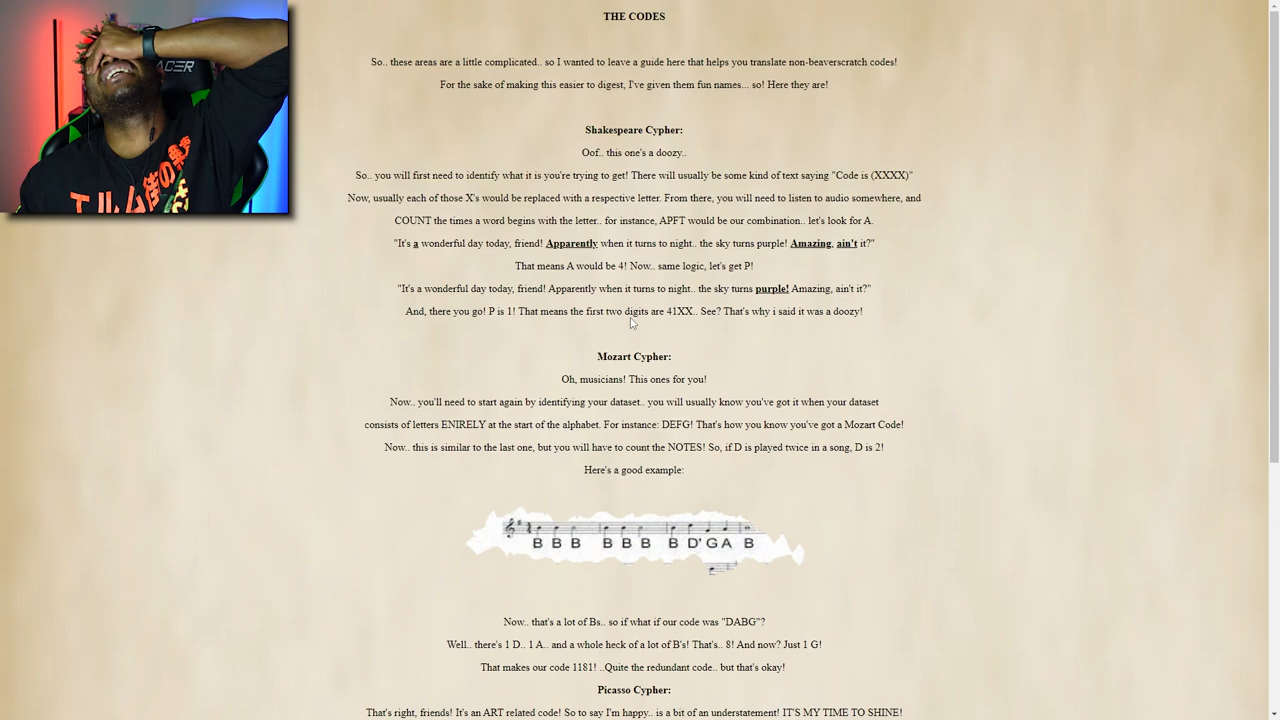 THE CODES
So.. these areas are a little complicated.. so I wanted to leave a guide here that helps you translate non-beaverscratch codes!
For the sake of making this easier to digest, I've given them fun names... so! Here they are!
Shakespeare Cypher:
Oof.. this one's a doozy..
So.. you will first need to identify what it is you're trying to get! There will usually be some kind of text saying "Code is (XXXX)"
Now, usually each of those X's would be replaced with a respective letter. From there, you will need to listen to audio somewhere, and
COUNT the times a word begins with the letter.. for instance, APFT would be our combination.. let's look for A.
"It's a wonderful day today, friend! Apparently when it turns to night.. the sky turns purple! Amazing, ain't it?"
That means A would be 4! Now.. same logic, let's get P!
"It's a wonderful day today, friend! Apparently when it turns to night.. the sky turns purple! Amazing, ain't it?"
And, there you go! P is 1! That means the first two digits are 41XX.. See? That's why i said it was a doozy!
Mozart Cypher:
Oh, musicians! This ones for you!
Now.. you'll need to start again by identifying your dataset.. you will usually know you've got it when your dataset
consists of letters ENIRELY at the start of the alphabet. For instance: DEFG! That's how you know you've got a Mozart Code!
Now.. this is similar to the last one, but you will have to count the NOTES! So, if D is played twice in a song, D is 2!
Here's a good example:
B B B B B B B D' G A B
Now.. that's a lot of Bs.. so if what if our code was "DABG"?
Well.. there's 1 D.. 1 A.. and a whole heck of a lot of B's! That's.. 8! And now? Just 1 G!
That makes our code 1181! ..Quite the redundant code.. but that's okay!
Picasso Cypher:
That's right, friends! It's an ART related code! So to say I'm happy.. is a bit of an understatement! IT'S MY TIME TO SHINE!